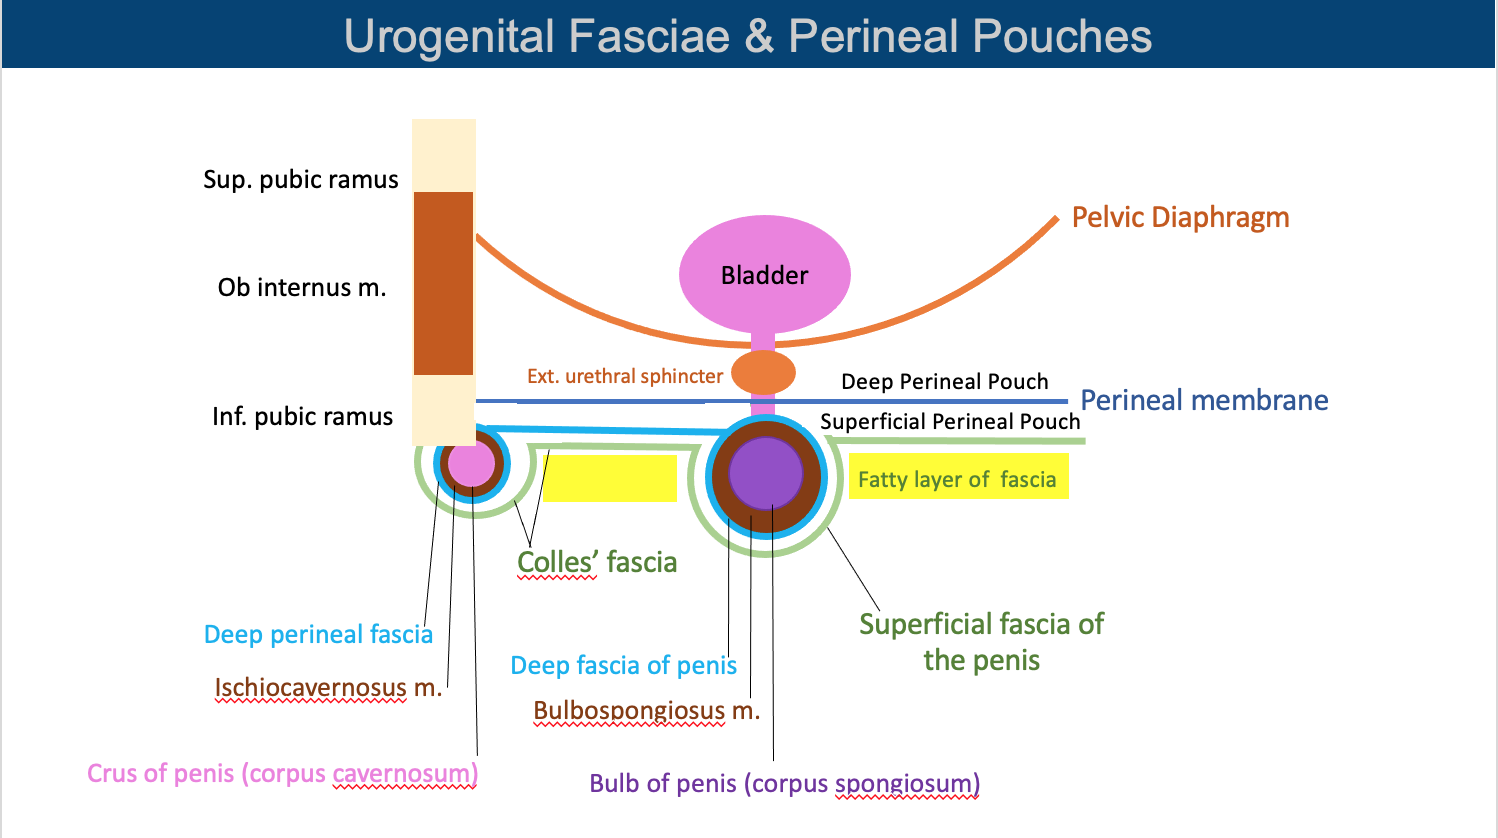 Urogenital Fasciae & Perineal Pouches
Sup. pubic ramus
Pelvic Diaphragm
Bladder
Ob internus m.
Ext. urethral sphincter
Deep Perineal Pouch
Perineal membrane
Inf. pubic ramus
Superficial Perineal Pouch
Fatty layer of fascia
Colles’ fascia
Deep perineal fascia
Superficial fascia of
the penis
Deep fascia of penis
Ischiocavernosus m.
Bulbospongiosus m.
Crus of penis (corpus cavernosum)
Bulb of penis (corpus spongiosum)